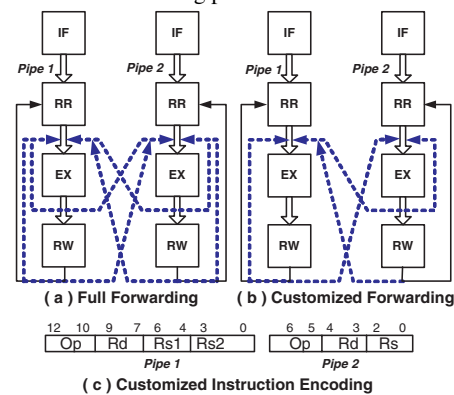 IF
IF
IF
IF
Pipe 1
Pipe 2
Pipe 1
Pipe 2
RR
RR
RR
RR
EX
EX
EX
EX
RW
RW
RW
RW
( a ) Full Forwarding
( b ) Customized Forwarding
12 10 9 7 6 4 3 0
6 5 4 3 2 0
Op Rd Rs1 Rs2
Op Rd Rs
Pipe 1
Pipe 2
( c ) Customized Instruction Encoding